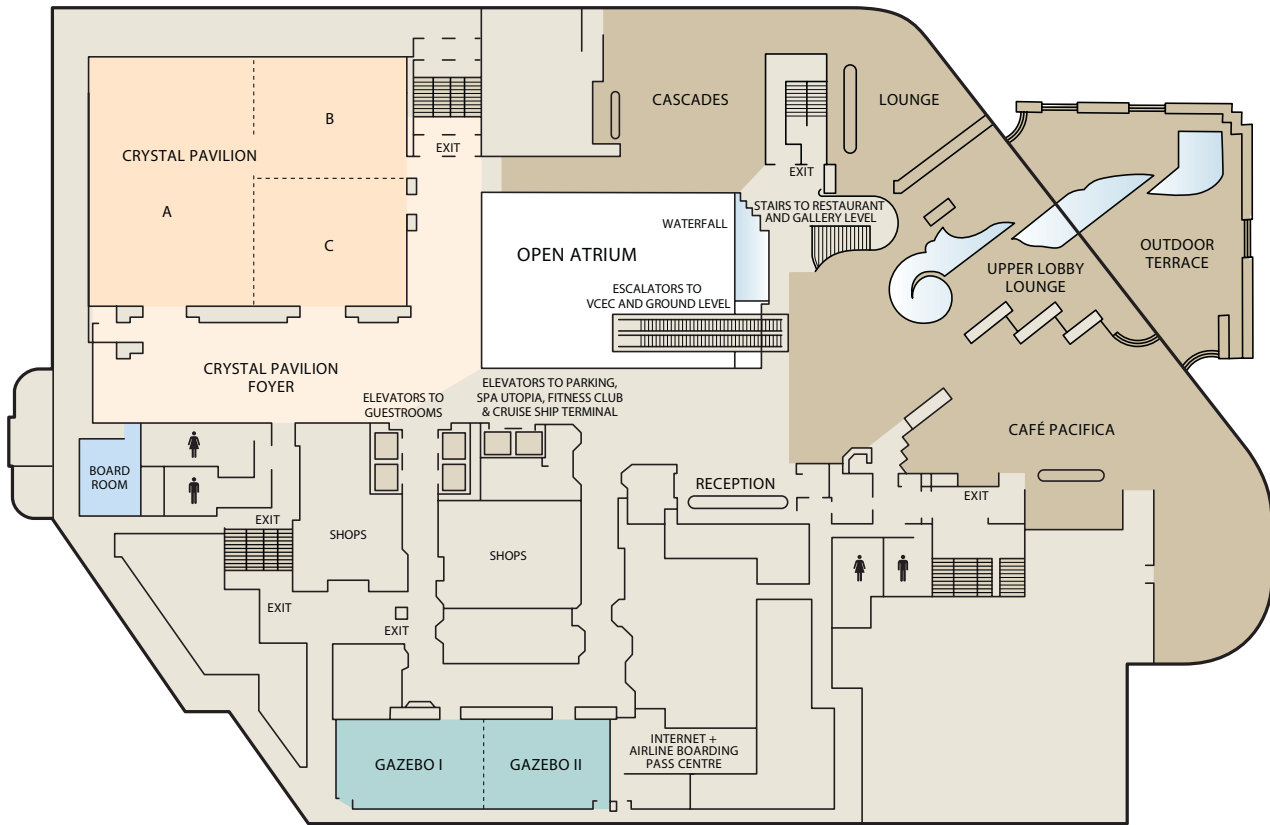 CASCADES
LOUNGE
B
CRYSTAL PAVILION
EXIT
EXIT
A
STAIRS TO RESTAURANT
AND GALLERY LEVEL
WATERFALL
C
OPEN ATRIUM
OUTDOOR
TERRACE
UPPER LOBBY
LOUNGE
ESCALATORS TO
VCEC AND GROUND LEVEL
CRYSTAL PAVILION
FOYER
ELEVATORS TO
GUESTROOMS
ELEVATORS TO PARKING,
SPA UTOPIA, FITNESS CLUB
& CRUISE SHIP TERMINAL
CAFÉ PACIFICA
BOARD
ROOM
RECEPTION
EXIT
EXIT
SHOPS
SHOPS
EXIT
EXIT
INTERNET +
AIRLINE BOARDING
PASS CENTRE
GAZEBO I
GAZEBO II